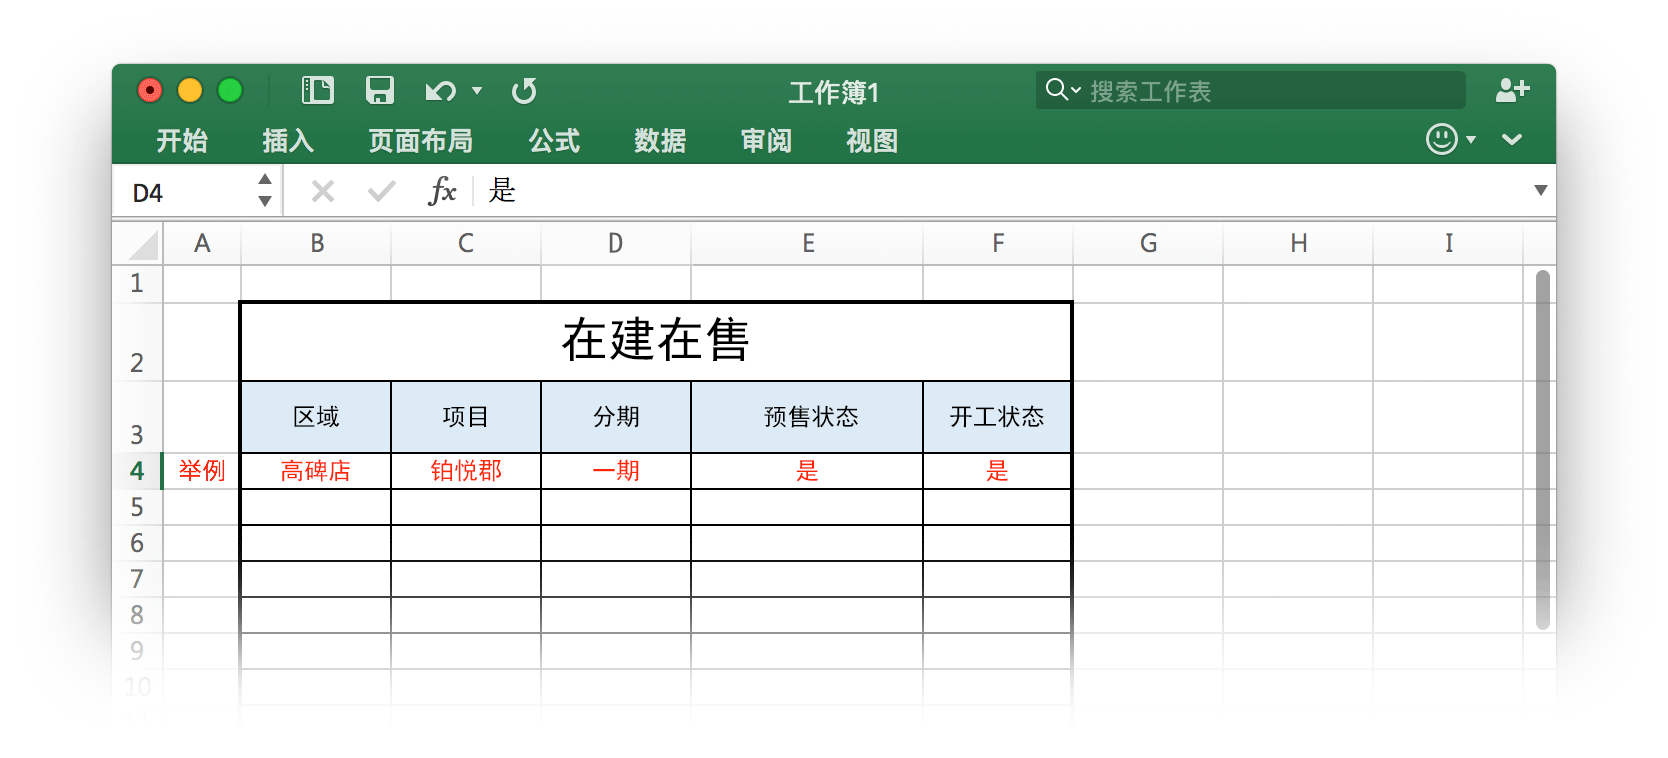 工作簿1
搜索工作表
开始 插入 页面布局 公式 数据 审阅 视图
D4 fx 是
A B C D E F G H I
1
2 在建在售
3 区域 项目 分期 预售状态 开工状态
4 举例 高碑店 铂悦郡 一期 是 是
5
6
7
8
9
10